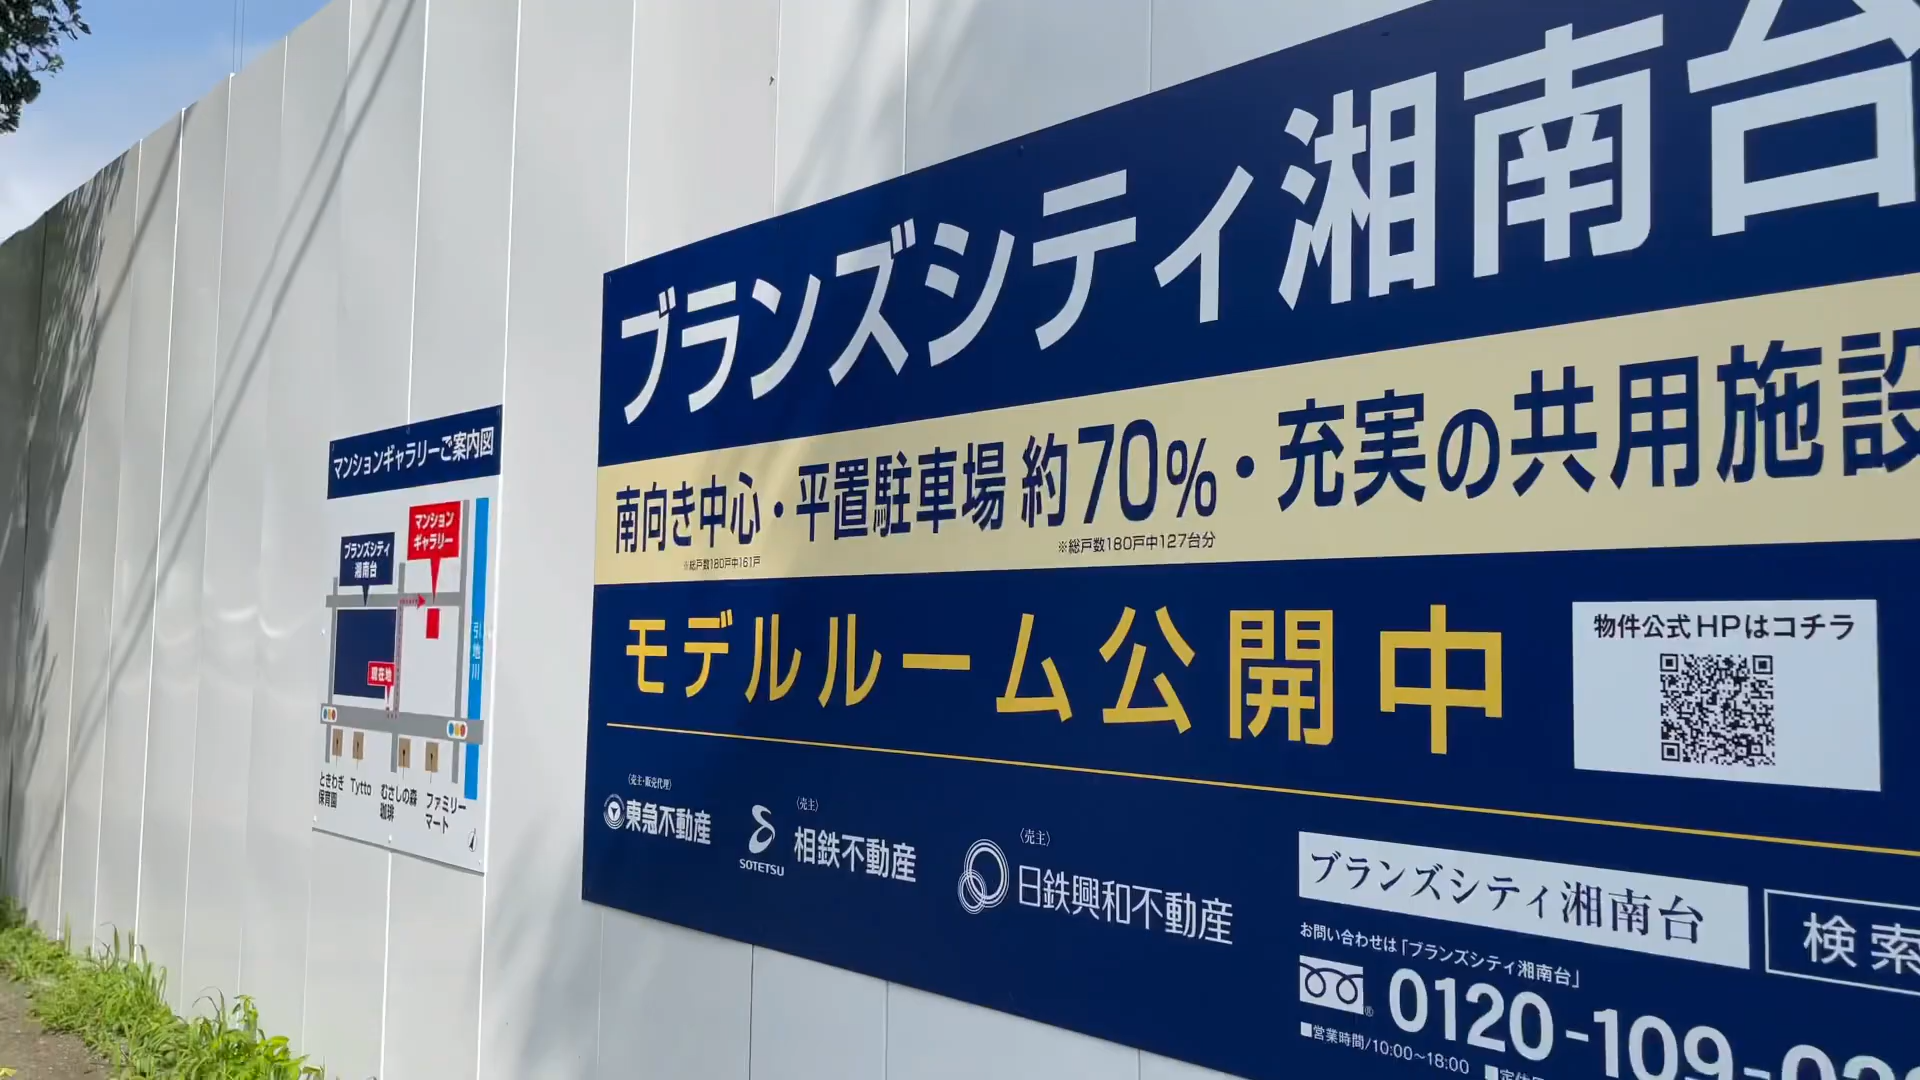 マンションギャラリーご案内図
マンション
ギャラリー
ブランズシティ
湘南台
引地川
現在地
ときわぎ
保育園
Tytto
むさしの森
珈琲
ファミリー
マート
ブランズシティ湘南台
南向き中心・平置駐車場 約70%・充実の共用施設
※総戸数180戸中161戸
※総戸数180戸中127台分
モデルルーム公開中
物件公式HPはコチラ
〈売主・販売代理〉
東急不動産
〈売主〉
SOTETSU
相鉄不動産
〈売主〉
日鉄興和不動産
ブランズシティ湘南台
検索
お問い合わせは「ブランズシティ湘南台」
0120-109-0
■営業時間/10:00〜18:00